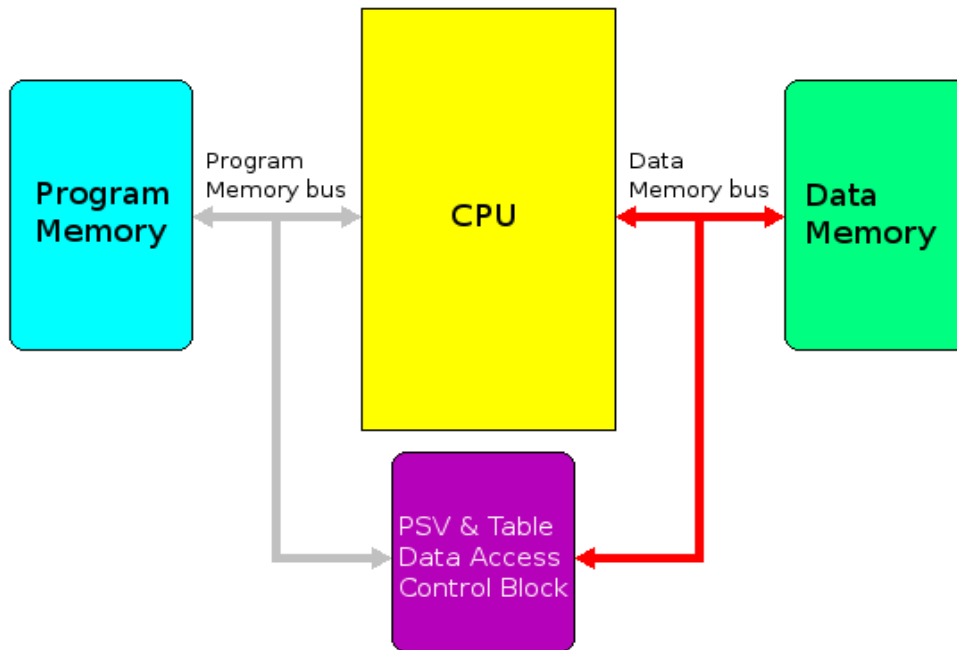 Program
Memory
Program
Memory bus
CPU
Data
Memory bus
Data
Memory
PSV & Table
Data Access
Control Block